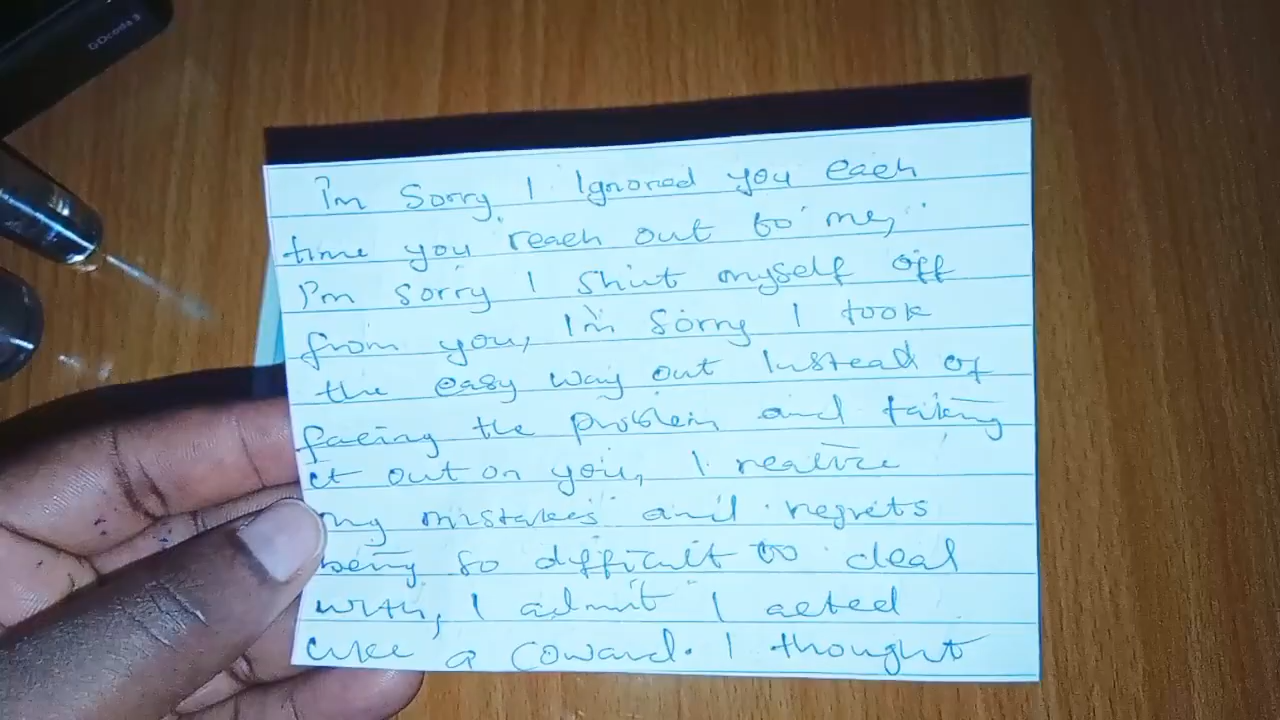 GDcoda 3
I'm Sorry I Ignored you each
time you reach out to me,
I'm sorry I Shut myself off
from you, I'm Sorry I took
the easy way out Instead of
facing the problem and taking
it out on you, I realize
my mistakes and regrets
being so difficult to deal
with, I admit I acted
like a coward. I thought